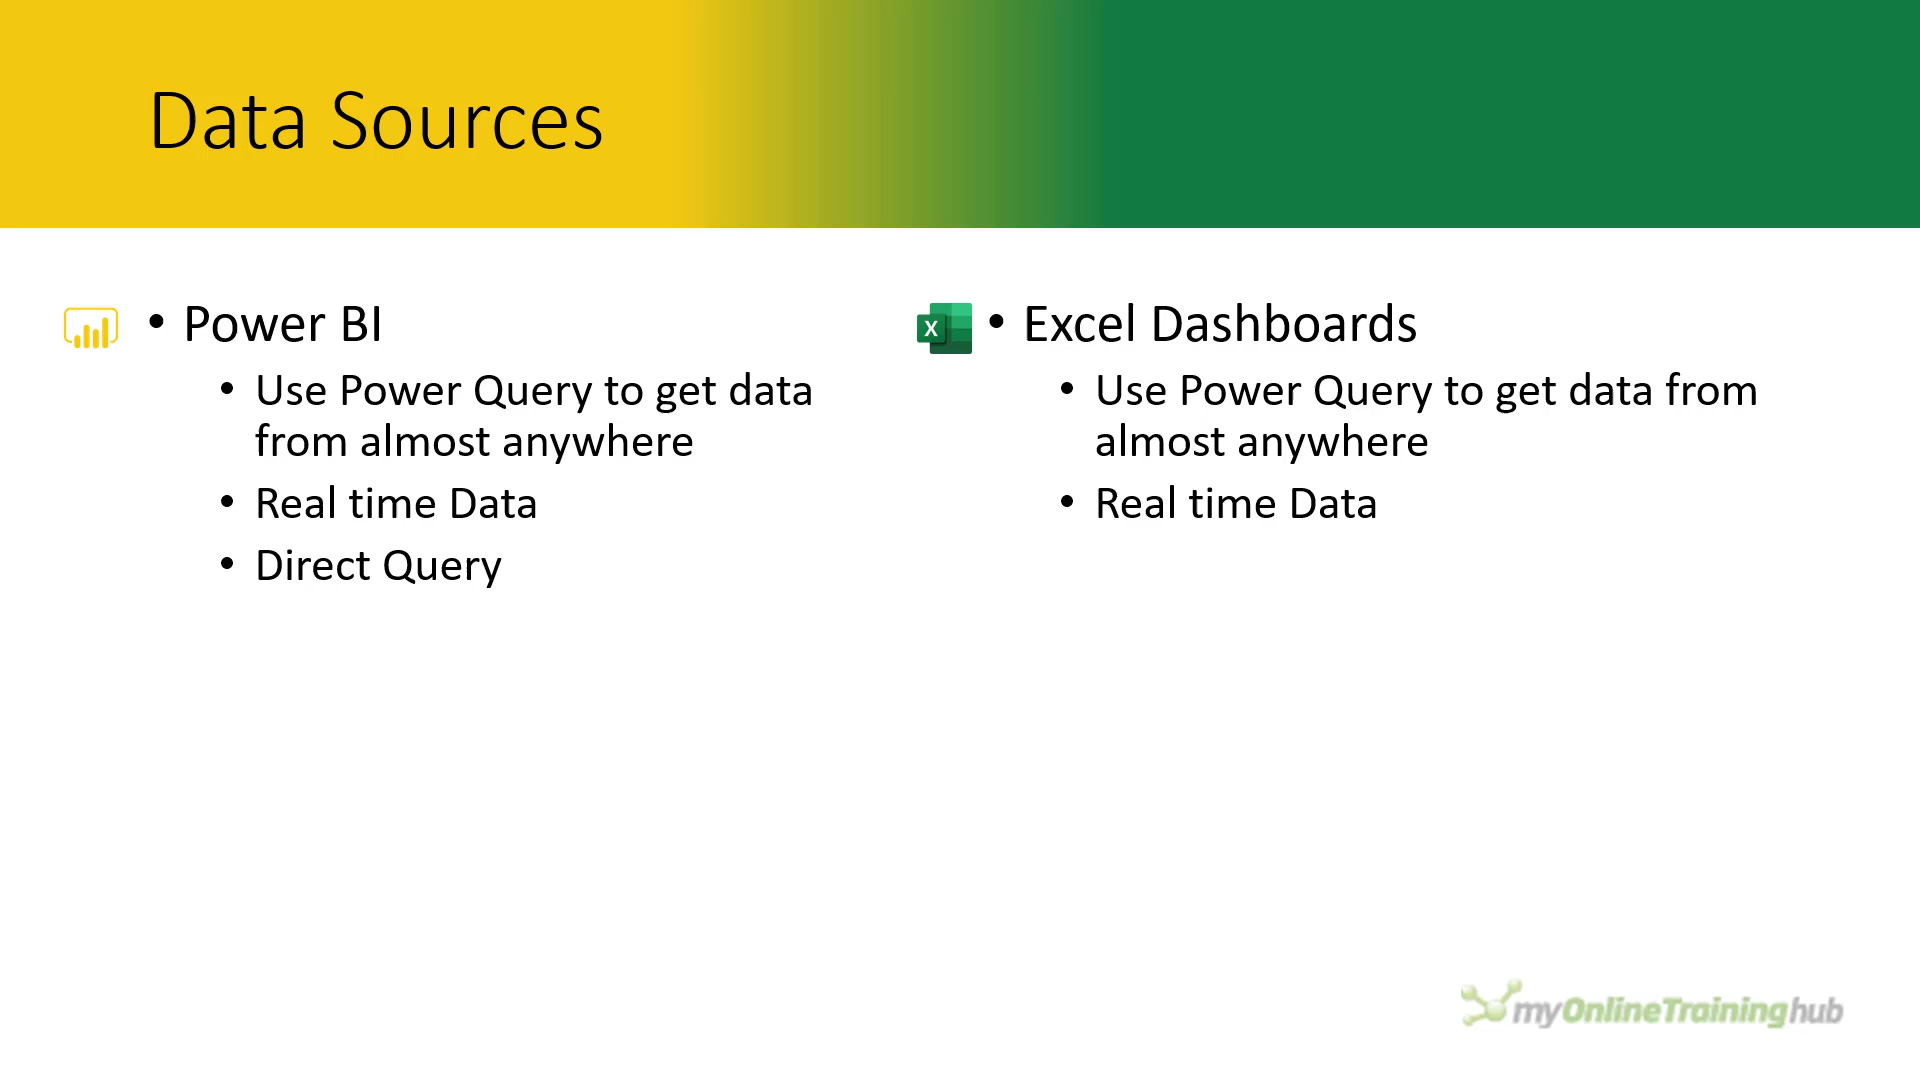 Data Sources
• Power BI
• Use Power Query to get data
from almost anywhere
• Real time Data
• Direct Query
X
• Excel Dashboards
• Use Power Query to get data from
almost anywhere
• Real time Data
myOnlineTraininghub